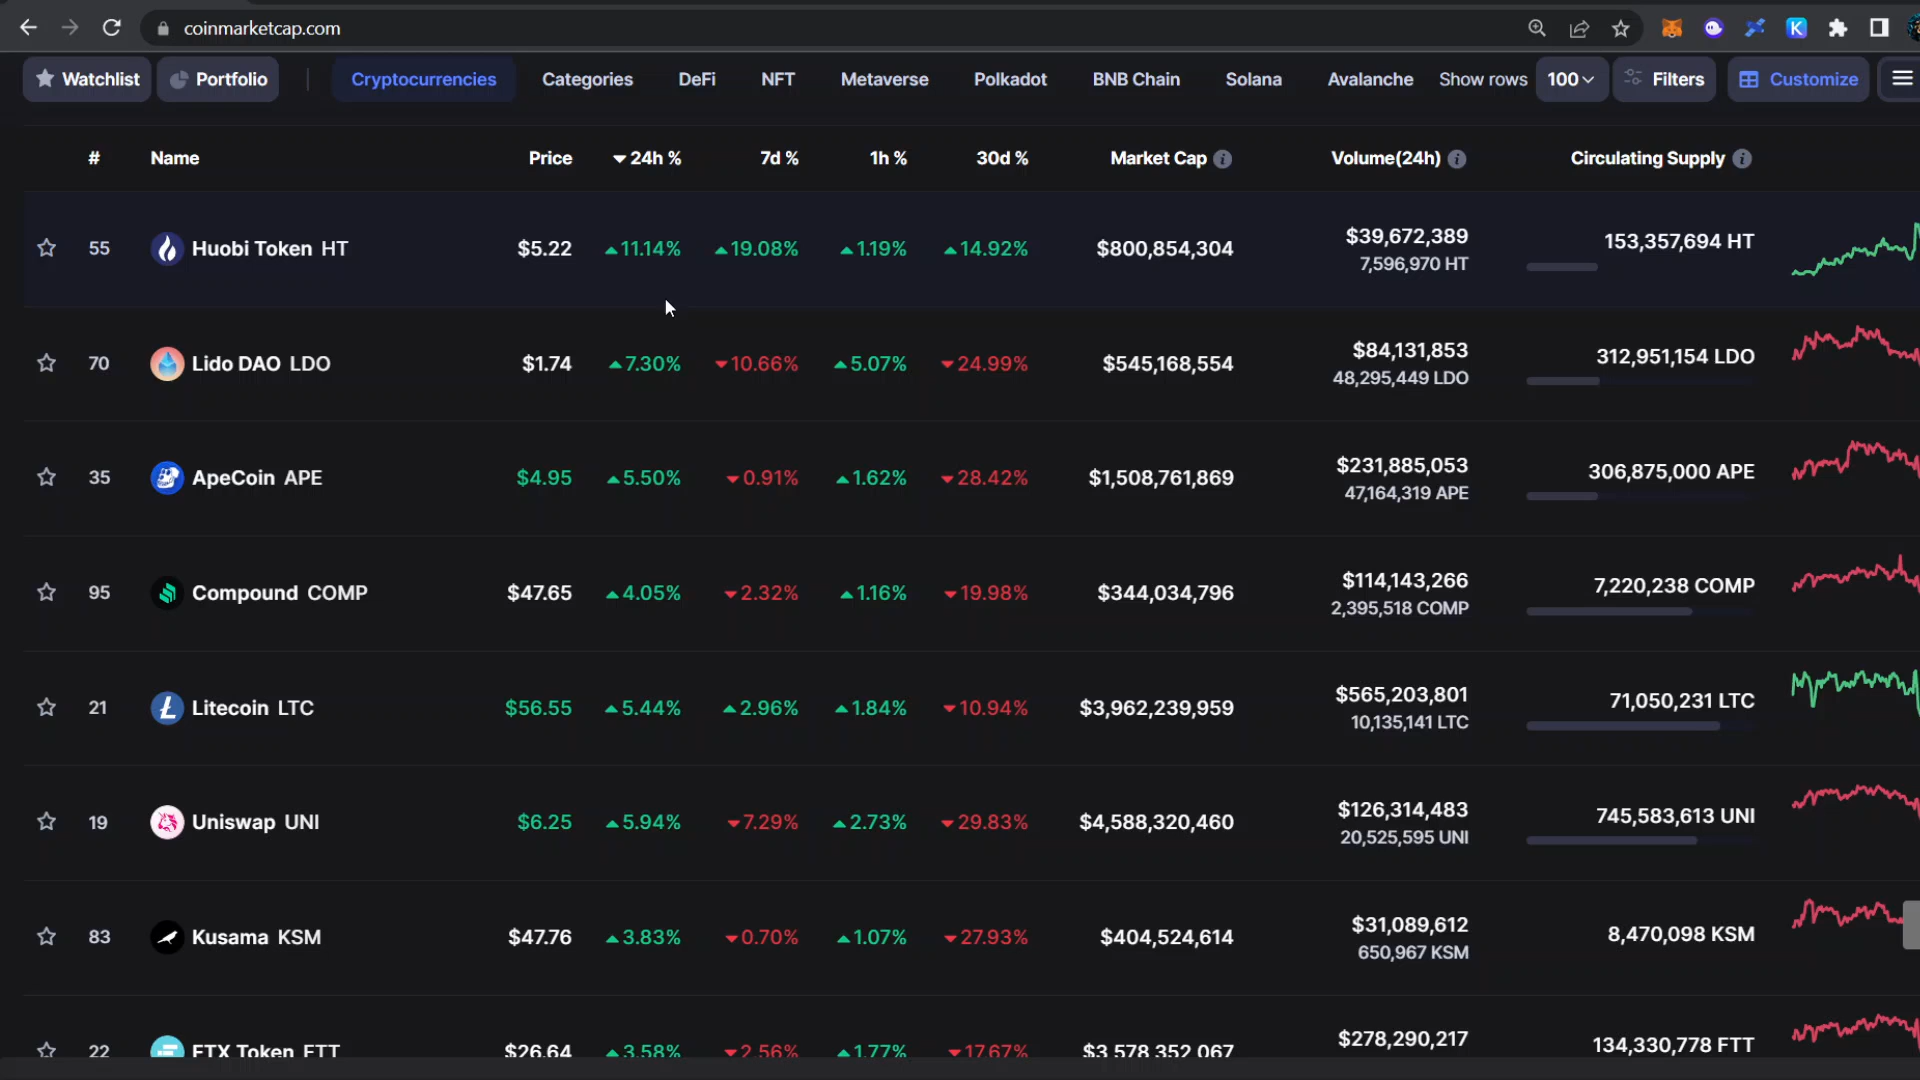 coinmarketcap.com
Watchlist Portfolio Cryptocurrencies Categories DeFi NFT Metaverse Polkadot BNB Chain Solana Avalanche Show rows 100 Filters Customize
# Name Price 24h % 7d % 1h % 30d % Market Cap Volume(24h) Circulating Supply
55 Huobi Token HT $5.22 11.14% 19.08% 1.19% 14.92% $800,854,304 $39,672,389 153,357,694 HT
7,596,970 HT
70 Lido DAO LDO $1.74 7.30% 10.66% 5.07% 24.99% $545,168,554 $84,131,853 312,951,154 LDO
48,295,449 LDO
35 ApeCoin APE $4.95 5.50% 0.91% 1.62% 28.42% $1,508,761,869 $231,885,053 306,875,000 APE
47,164,319 APE
95 Compound COMP $47.65 4.05% 2.32% 1.16% 19.98% $344,034,796 $114,143,266 7,220,238 COMP
2,395,518 COMP
21 Litecoin LTC $56.55 5.44% 2.96% 1.84% 10.94% $3,962,239,959 $565,203,801 71,050,231 LTC
10,135,141 LTC
19 Uniswap UNI $6.25 5.94% 7.29% 2.73% 29.83% $4,588,320,460 $126,314,483 745,583,613 UNI
20,525,595 UNI
83 Kusama KSM $47.76 3.83% 0.70% 1.07% 27.93% $404,524,614 $31,089,612 8,470,098 KSM
650,967 KSM
22 FTX Token FTT $26.64 3.58% 2.56% 1.77% 17.67% $3,578,352,067 $278,290,217 134,330,778 FTT